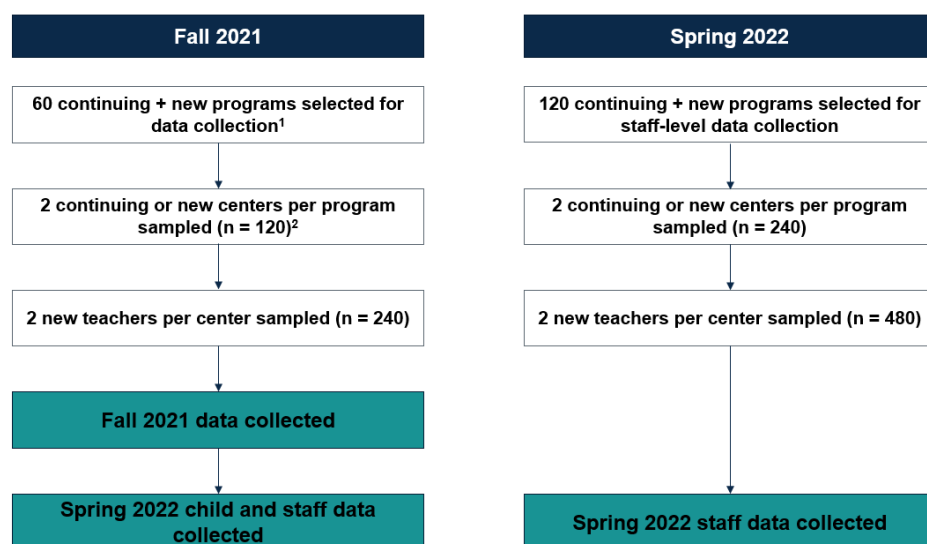 Fall 2021
60 continuing + new programs selected for
data collection¹
2 continuing or new centers per program
sampled (n = 120)²
2 new teachers per center sampled (n = 240)
Fall 2021 data collected
Spring 2022 child and staff data
collected
Spring 2022
120 continuing + new programs selected for
staff-level data collection
2 continuing or new centers per program
sampled (n = 240)
2 new teachers per center sampled (n = 480)
Spring 2022 staff data collected